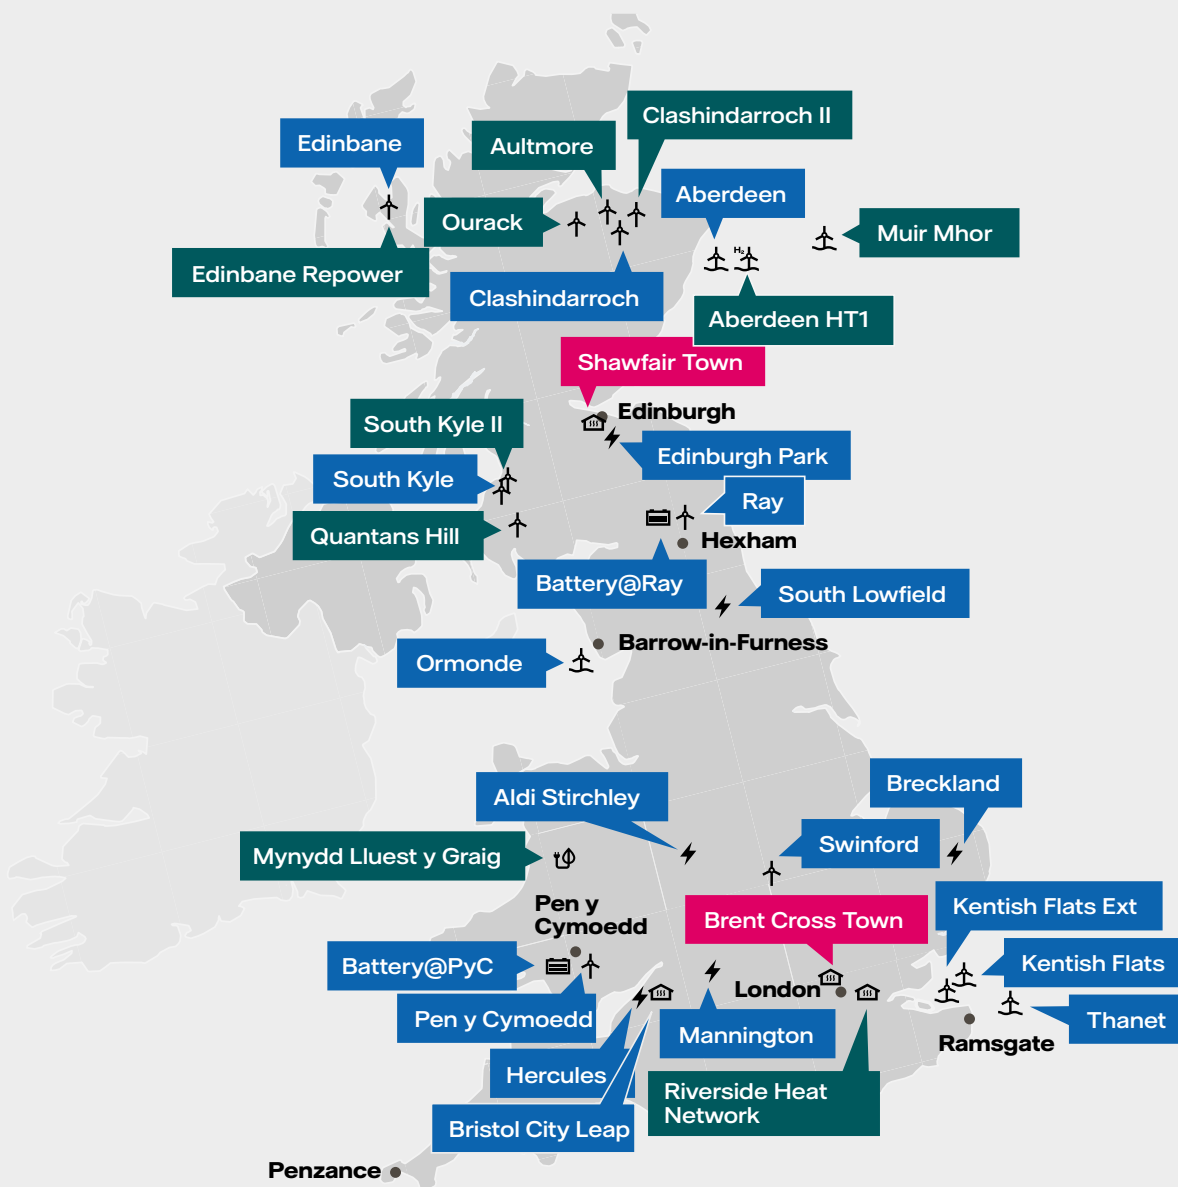 Clashindarroch II
Edinbane
Aultmore
Aberdeen
Ourack
Muir Mhor
Edinbane Repower
H₂
Clashindarroch
Aberdeen HT1
Shawfair Town
Edinburgh
South Kyle II
Edinburgh Park
South Kyle
Ray
Quantans Hill
Hexham
Battery@Ray
South Lowfield
Barrow-in-Furness
Ormonde
Breckland
Aldi Stirchley
Swinford
Mynydd Lluest y Graig
Pen y
Cymoedd
Kentish Flats Ext
Brent Cross Town
Battery@PyC
Kentish Flats
London
Pen y Cymoedd
Thanet
Mannington
Ramsgate
Hercules
Riverside Heat
Network
Bristol City Leap
Penzance